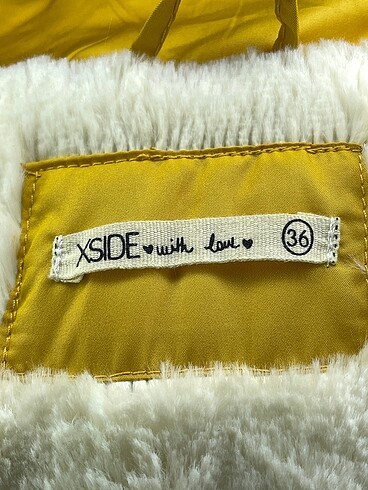 XSIDE ♥ with love ♥ 36